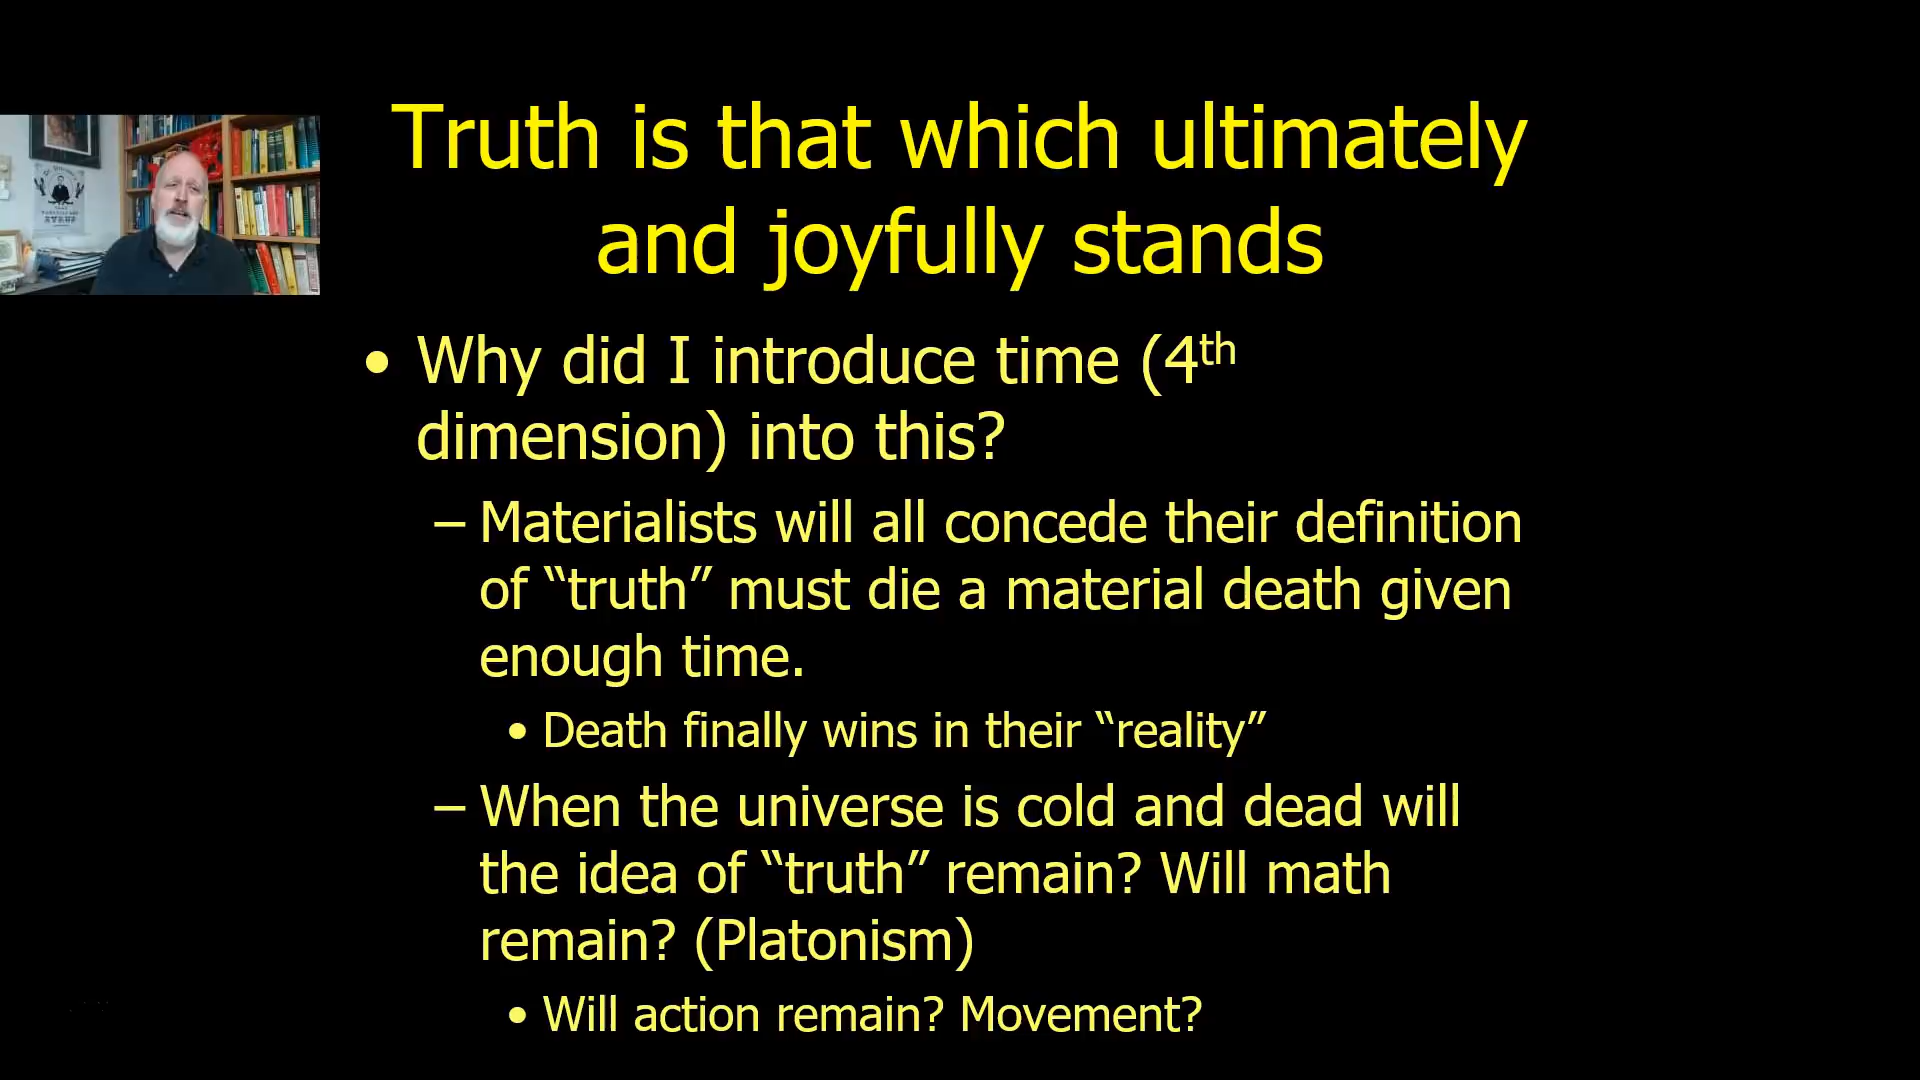 Truth is that which ultimately
and joyfully stands
• Why did I introduce time (4th
dimension) into this?
– Materialists will all concede their definition
of “truth” must die a material death given
enough time.
• Death finally wins in their “reality”
– When the universe is cold and dead will
the idea of “truth” remain? Will math
remain? (Platonism)
• Will action remain? Movement?